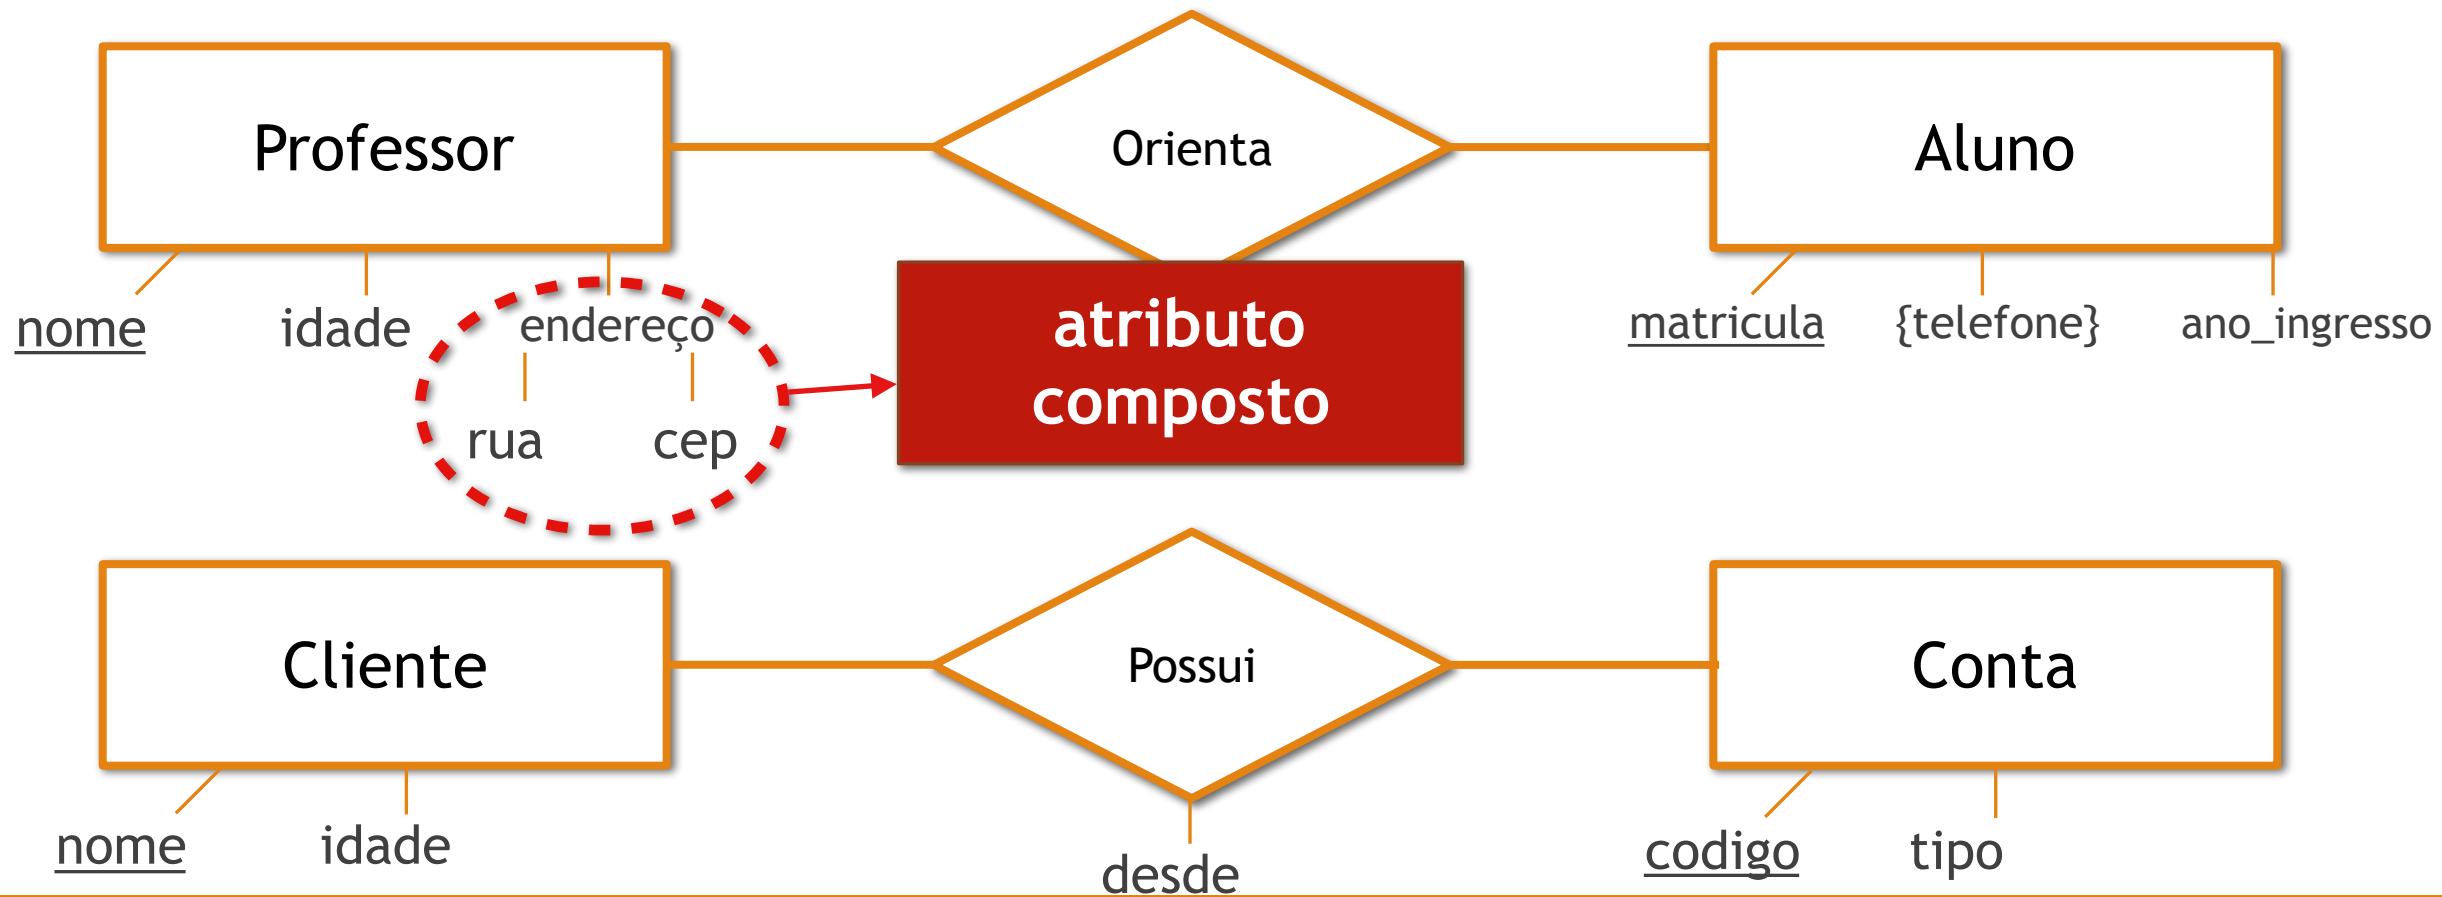 Professor
Orienta
Aluno
nome
idade
endereço
rua
cep
atributo
composto
matricula
{telefone}
ano_ingresso
Cliente
Possui
Conta
nome
idade
desde
codigo
tipo